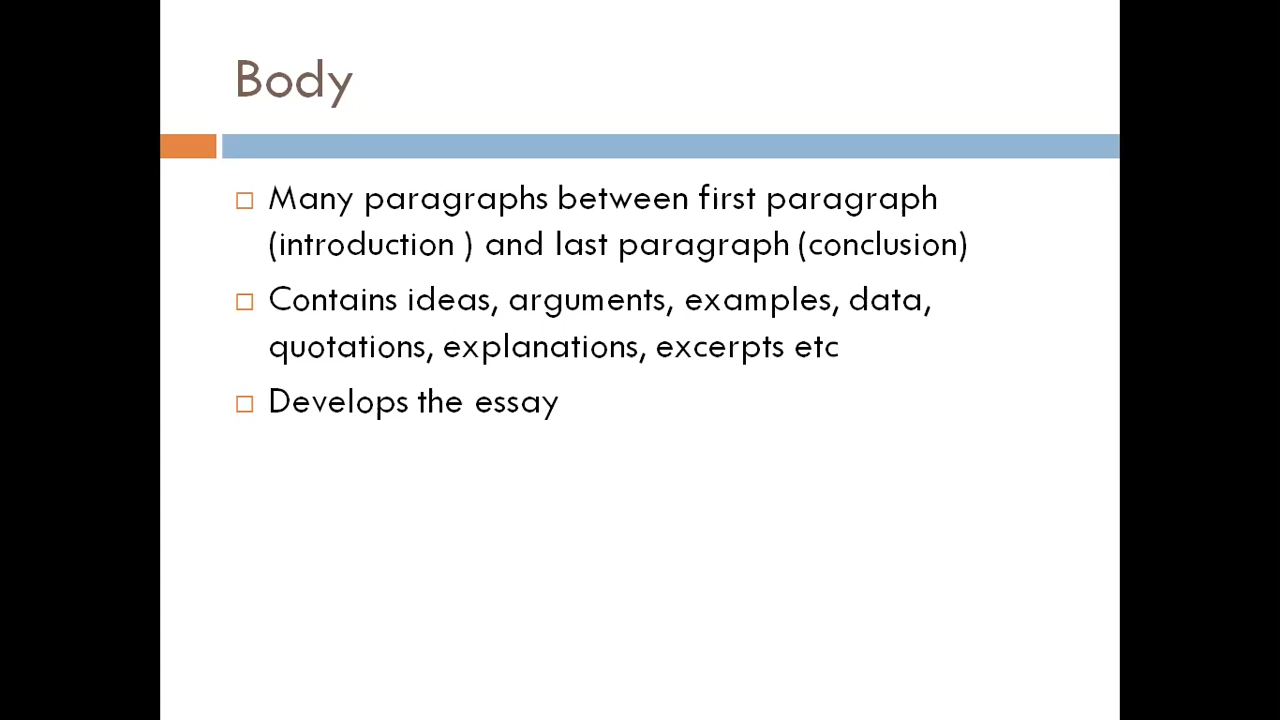 Body
Many paragraphs between first paragraph
(introduction ) and last paragraph (conclusion)
Contains ideas, arguments, examples, data,
quotations, explanations, excerpts etc
Develops the essay